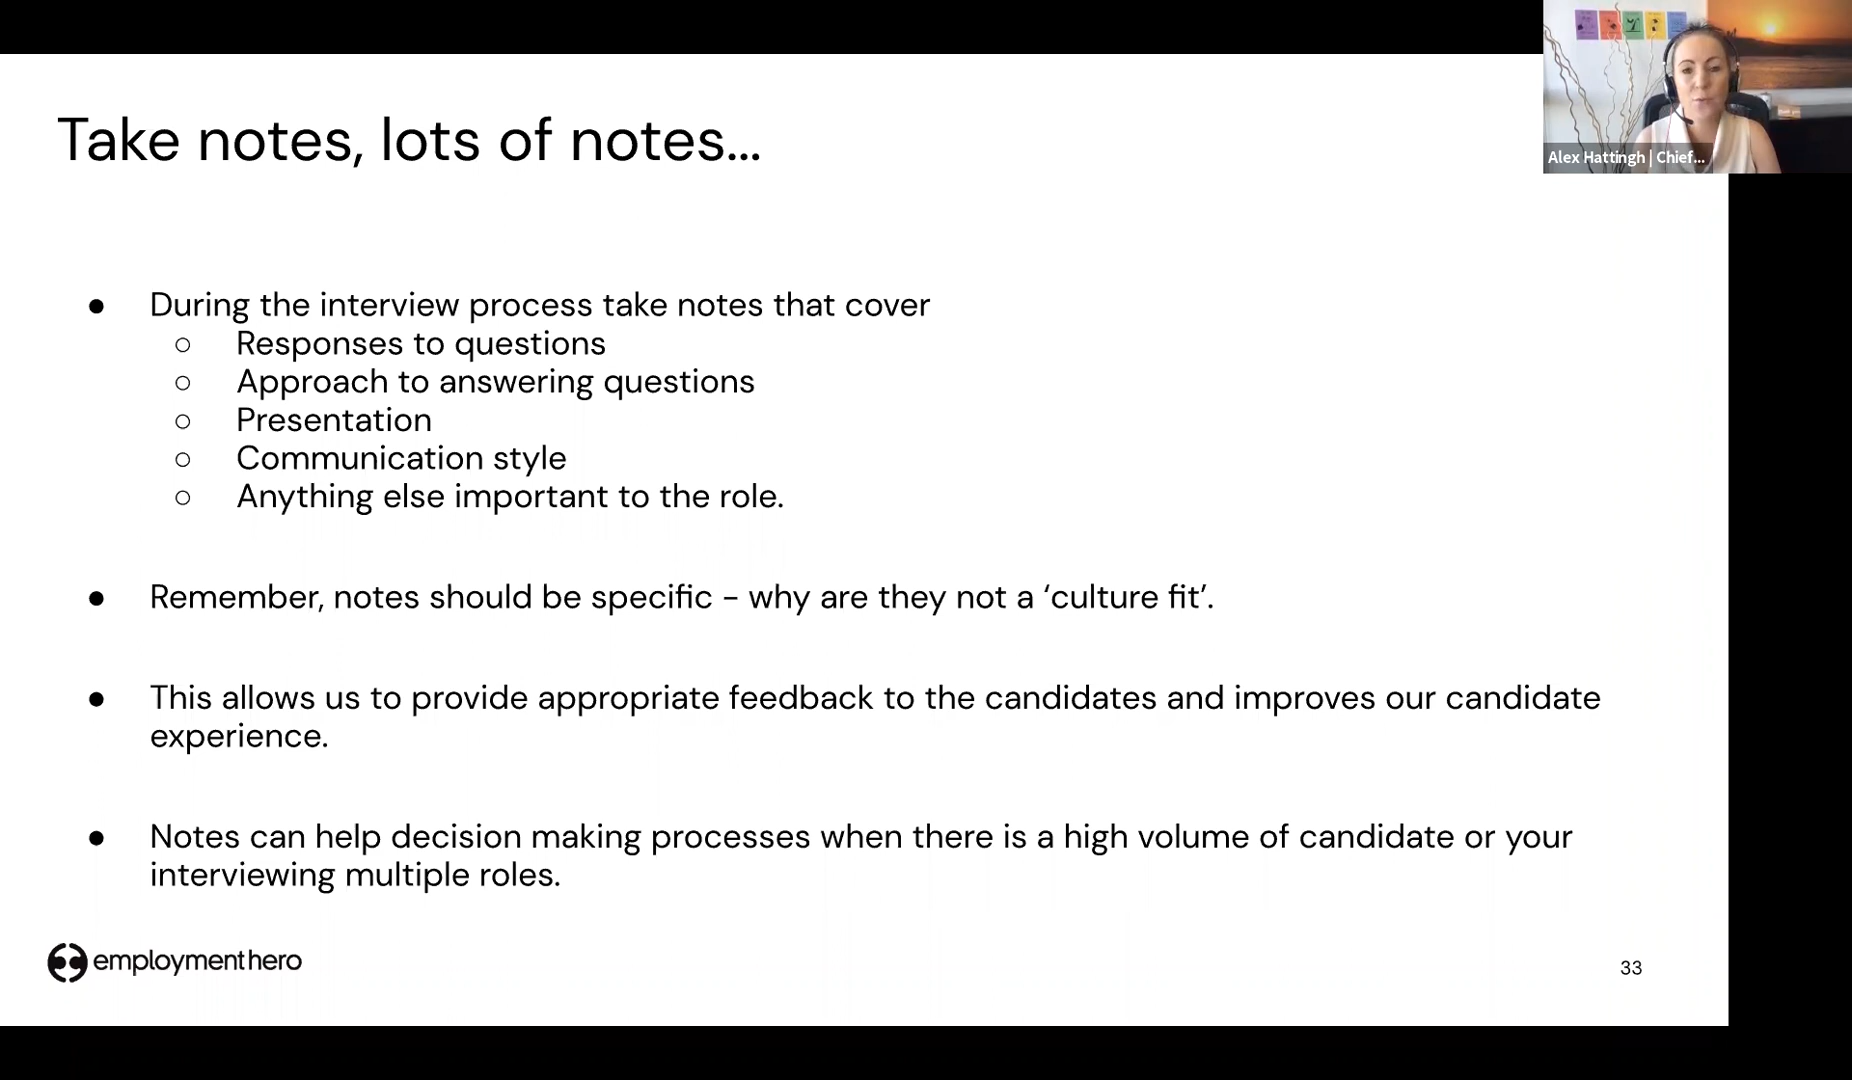 Take notes, lots of notes...
Alex Hattingh | Chief...
● During the interview process take notes that cover
○ Responses to questions
○ Approach to answering questions
○ Presentation
○ Communication style
○ Anything else important to the role.
● Remember, notes should be specific - why are they not a ‘culture fit’.
● This allows us to provide appropriate feedback to the candidates and improves our candidate
experience.
● Notes can help decision making processes when there is a high volume of candidate or your
interviewing multiple roles.
employmenthero
33